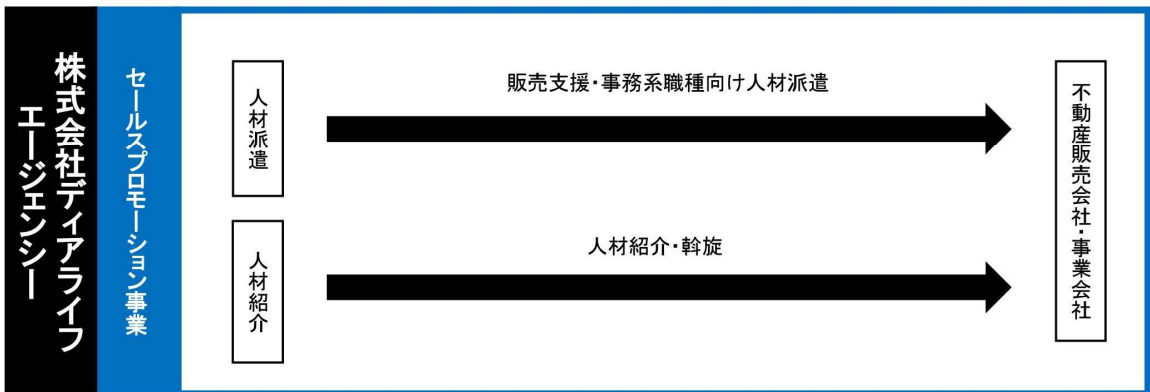 株式会社ディアライフ
エージェンシー
セールスプロモーション事業
人材派遣
販売支援・事務系職種向け人材派遣
人材紹介
人材紹介・斡旋
不動産販売会社・事業会社